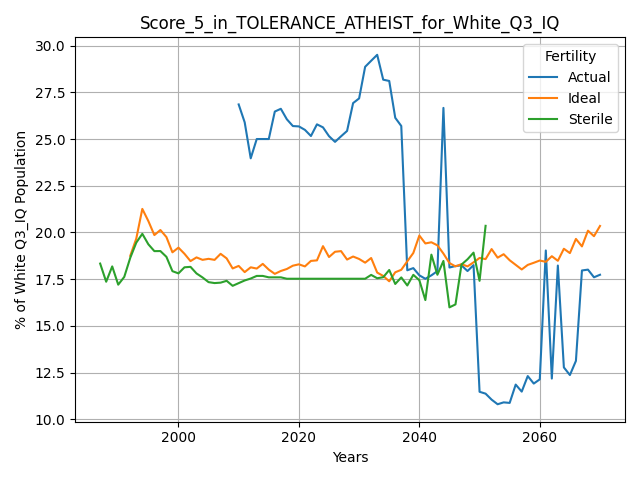 Score_5_in_TOLERANCE_ATHEIST_for_White_Q3_IQ
% of White Q3_IQ Population
30.0
27.5
25.0
22.5
20.0
17.5
15.0
12.5
10.0
Fertility
Actual
Ideal
Sterile
2000
2020
2040
2060
Years